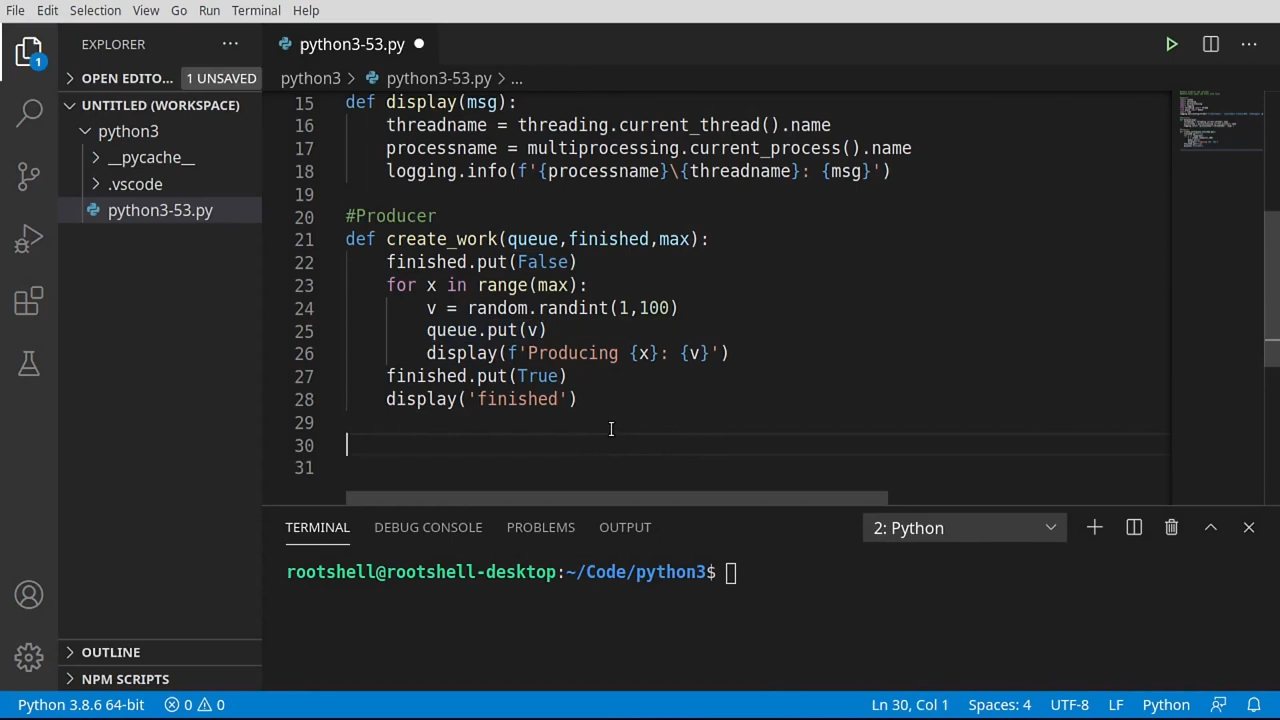 File Edit Selection View Go Run Terminal Help
EXPLORER
python3-53.py
1
OPEN EDITO... 1 UNSAVED
python3 > python3-53.py > ...
UNTITLED (WORKSPACE)
python3
__pycache__
.vscode
python3-53.py
15 def display(msg):
16 threadname = threading.current_thread().name
17 processname = multiprocessing.current_process().name
18 logging.info(f'{processname}\{threadname}: {msg}')
19
20 #Producer
21 def create_work(queue,finished,max):
22 finished.put(False)
23 for x in range(max):
24 v = random.randint(1,100)
25 queue.put(v)
26 display(f'Producing {x}: {v}')
27 finished.put(True)
28 display('finished')
29
30
31
TERMINAL DEBUG CONSOLE PROBLEMS OUTPUT 2: Python
rootshell@rootshell-desktop:~/Code/python3$
OUTLINE
NPM SCRIPTS
Python 3.8.6 64-bit 0 0 Ln 30, Col 1 Spaces: 4 UTF-8 LF Python